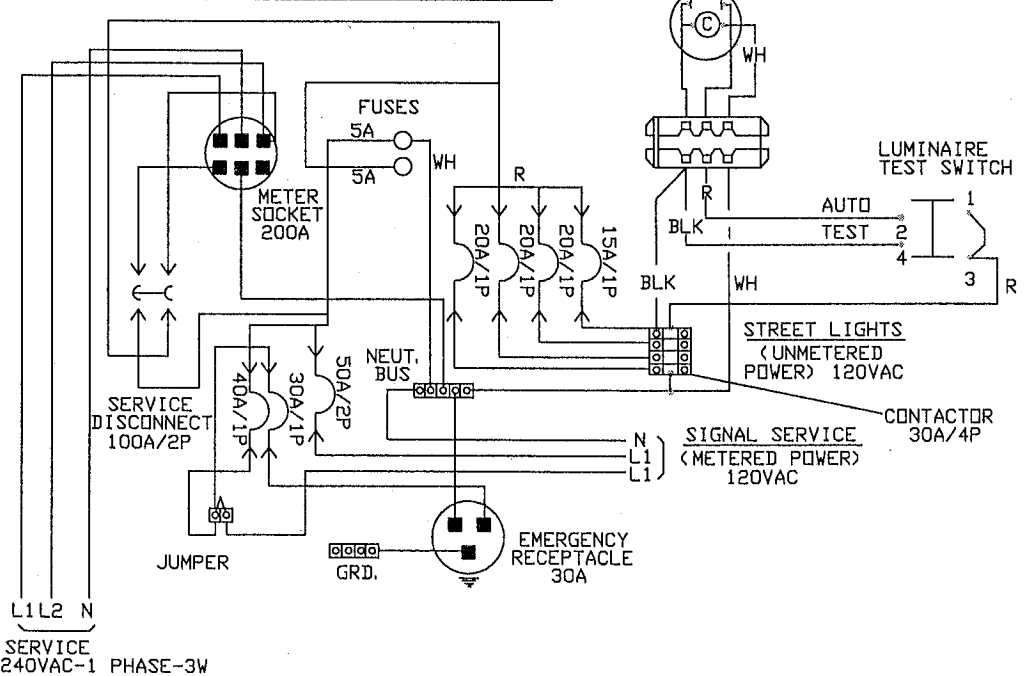 C
WH
FUSES
5A
5A
WH
METER
SOCKET
200A
R
20A/1P
20A/1P
20A/1P
15A/1P
R
BLK
BLK
WH
LUMINAIRE
TEST SWITCH
AUTO
TEST
1
2
4
3
R
STREET LIGHTS
(UNMETERED
POWER) 120VAC
CONTACTOR
30A/4P
NEUT.
BUS
40A/1P
30A/1P
50A/2P
SERVICE
DISCONNECT
100A/2P
N
L1
L1
SIGNAL SERVICE
(METERED POWER)
120VAC
JUMPER
GRD.
EMERGENCY
RECEPTACLE
30A
L1 L2 N
SERVICE
240VAC-1 PHASE-3W